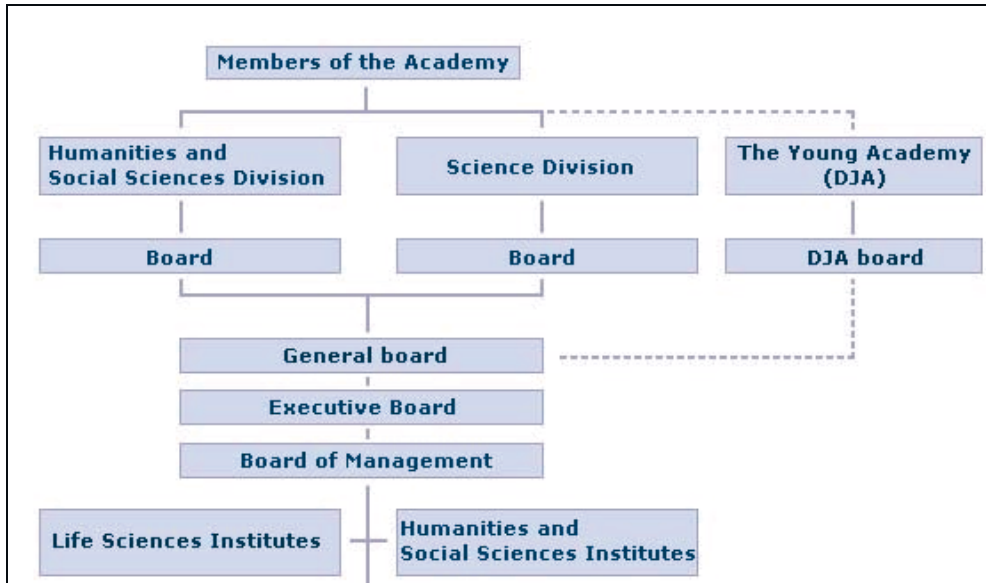 Members of the Academy
Humanities and
Social Sciences Division
Science Division
The Young Academy
(DJA)
Board
Board
DJA board
General board
Executive Board
Board of Management
Life Sciences Institutes
Humanities and
Social Sciences Institutes